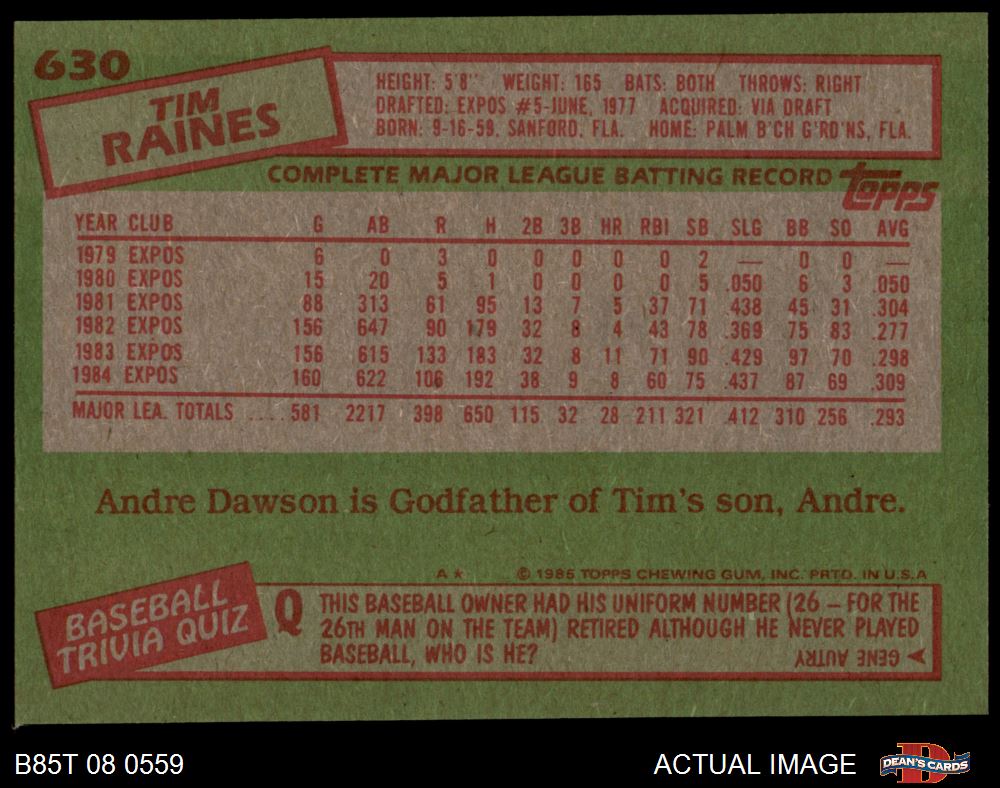 630
TIM
RAINES
HEIGHT: 5'8" WEIGHT: 165 BATS: BOTH THROWS: RIGHT
DRAFTED: EXPOS #5-JUNE, 1977 ACQUIRED: VIA DRAFT
BORN: 9-16-59, SANFORD, FLA. HOME: PALM B'CH G'RD'NS, FLA.
COMPLETE MAJOR LEAGUE BATTING RECORD
topps
YEAR CLUB G AB R H 2B 3B HR RBI SB SLG BB SO AVG
1979 EXPOS 6 0 3 0 0 0 0 0 2 — 0 0 —
1980 EXPOS 15 20 5 1 0 0 0 0 5 .050 6 3 .050
1981 EXPOS 88 313 61 95 13 7 5 37 71 .438 45 31 .304
1982 EXPOS 156 647 90 179 32 8 4 43 78 .369 75 83 .277
1983 EXPOS 156 615 133 183 32 8 11 71 90 .429 97 70 .298
1984 EXPOS 160 622 106 192 38 9 8 60 75 .437 87 69 .309
MAJOR LEA. TOTALS .... 581 2217 398 650 115 32 28 211 321 .412 310 256 .293
Andre Dawson is Godfather of Tim's son, Andre.
A* © 1985 TOPPS CHEWING GUM, INC. PRTD. IN U.S.A
BASEBALL
TRIVIA QUIZ
Q THIS BASEBALL OWNER HAD HIS UNIFORM NUMBER (26 – FOR THE
26TH MAN ON THE TEAM) RETIRED ALTHOUGH HE NEVER PLAYED
BASEBALL, WHO IS HE?
GENE AUTRY
B85T 08 0559
ACTUAL IMAGE
DEAN'S CARDS